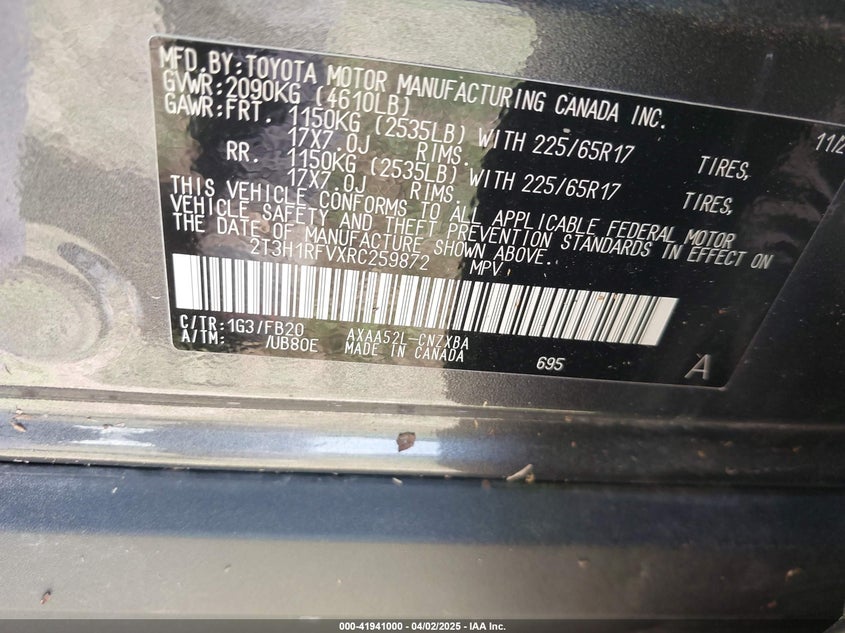 MFD. BY: TOYOTA MOTOR MANUFACTURING CANADA INC.
GVWR: 2090KG (4610LB) 11/2
GAWR: FRT. 1150KG (2535LB) WITH 225/65R17 TIRES,
17X7.0J RIMS.
RR. 1150KG (2535LB) WITH 225/65R17 TIRES,
17X7.0J RIMS.
THIS VEHICLE CONFORMS TO ALL APPLICABLE FEDERAL MOTOR
VEHICLE SAFETY AND THEFT PREVENTION STANDARDS IN EFFECT ON
THE DATE OF MANUFACTURE SHOWN ABOVE.
2T3H1RFVXRC259872 MPV
C/TR: 1G3/FB20 AXAA52L-CNZXBA
A/TM: /UB80E MADE IN CANADA
695 A
000-41941000 - 04/02/2025 - IAA Inc.